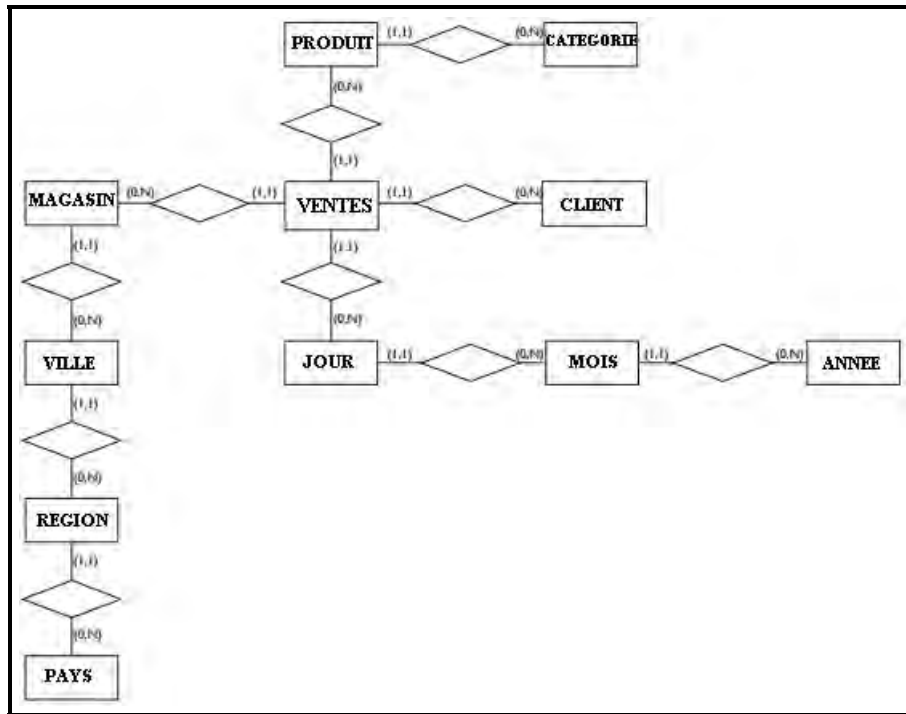 PRODUIT (1,1) (0,N) CATEGORIE
(0,N)
(1,1)
MAGASIN (0,N) (1,1) VENTES (1,1) (0,N) CLIENT
(1,1) (1,1)
(0,N) (0,N)
VILLE JOUR (1,1) (0,N) MOIS (1,1) (0,N) ANNEE
(1,1)
(0,N)
REGION
(1,1)
(0,N)
PAYS